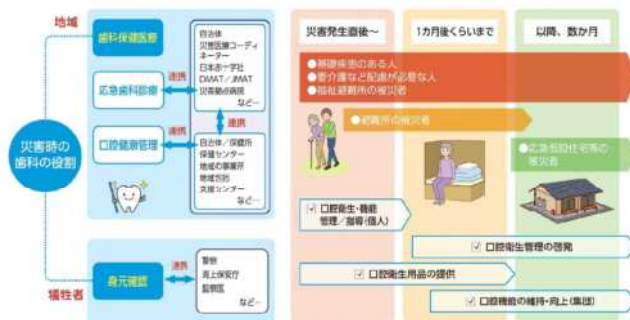 地域
歯科保健医療
応急歯科診療
口腔健康管理
連携
連携
自治体
災害医療コーディ
ネーター
日本赤十字社
DMAT/JMAT
災害拠点病院
など…
連携
自治体/保健所
保健センター
地域の事業所
地域包括
支援センター
など…
災害時の
歯科の役割
身元確認
連携
警察
海上保安庁
監察医
など…
犠牲者
災害発生直後~
1カ月後くらいまで
以降、数か月
●基礎疾患のある人
●要介護など配慮が必要な人
●福祉避難所の被災者
●避難所の被災者
●応急仮設住宅等の
被災者
☑ 口腔衛生・機能
管理/指導(個人)
☑ 口腔衛生管理の啓発
☑ 口腔衛生用品の提供
☑ 口腔機能の維持・向上(集団)